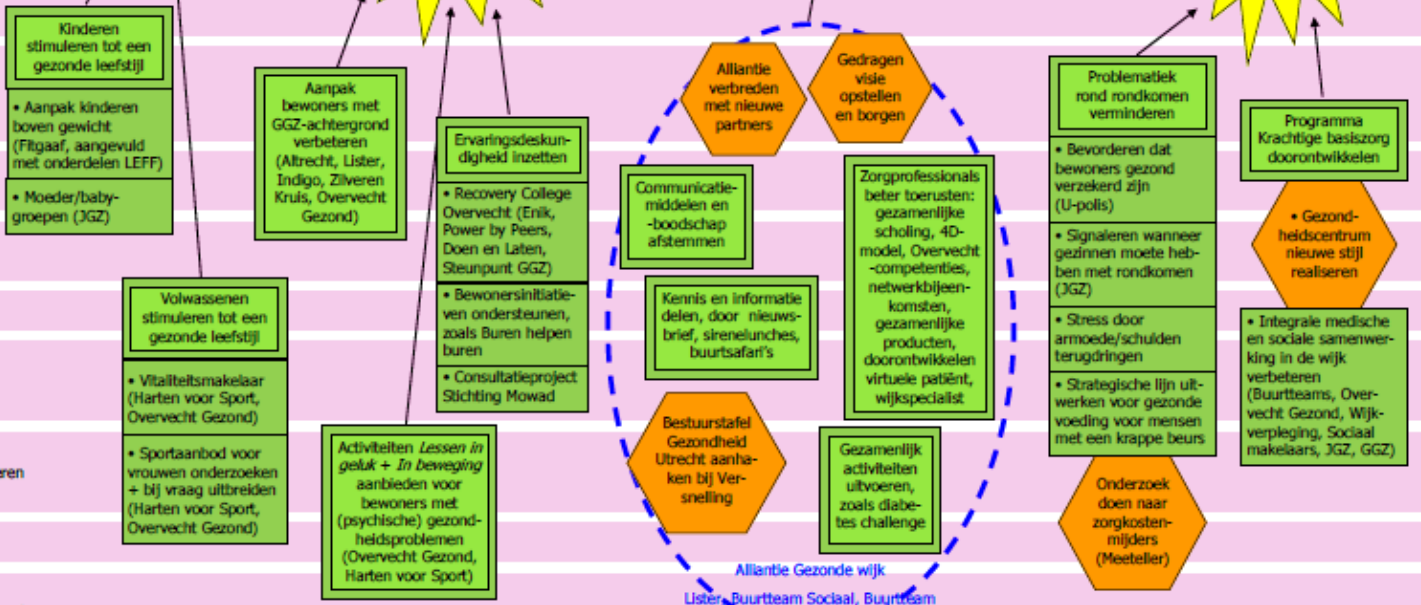 Kinderen
stimuleren tot een
gezonde leefstijl
• Aanpak kinderen
boven gewicht
(Fitgaaf, aangevuld
met onderdelen LEFF)
• Moeder/baby-
groepen (JGZ)
Volwassenen
stimuleren tot een
gezonde leefstijl
• Vitaliteitsmakelaar
(Harten voor Sport,
Overvecht Gezond)
• Sportaanbod voor
vrouwen onderzoeken
+ bij vraag uitbreiden
(Harten voor Sport,
Overvecht Gezond)
Aanpak
bewoners met
GGZ-achtergrond
verbeteren
(Altrecht, Lister,
Indigo, Zilveren
Kruis, Overvecht
Gezond)
Ervaringsdeskun-
digheid inzetten
• Recovery College
Overvecht (Enik,
Power by Peers,
Doen en Laten,
Steunpunt GGZ)
• Bewonersinitiatie-
ven ondersteunen,
zoals Buren helpen
buren
• Consultatieproject
Stichting Mowad
Activiteiten Lessen in
geluk + In beweging
aanbieden voor
bewoners met
(psychische) gezond-
heidsproblemen
(Overvecht Gezond,
Harten voor Sport)
Alliantie
verbreden
met nieuwe
partners
Gedragen
visie
opstellen
en borgen
Communicatie-
middelen en
-boodschap
afstemmen
Zorgprofessionals
beter toerusten:
gezamenlijke
scholing, 4D-
model, Overvecht
-competenties,
netwerkbijeen-
komsten,
gezamenlijke
producten,
doorontwikkelen
virtuele patiënt,
wijkspecialist
Kennis en informatie
delen, door nieuws-
brief, sirenelunches,
buurtsafari's
Bestuurstafel
Gezondheid
Utrecht aanha-
ken bij Ver-
snelling
Gezamenlijk
activiteiten
uitvoeren,
zoals diabe-
tes challenge
Alliantie Gezonde wijk
Lister, Buurtteam Sociaal, Buurtteam
Problematiek
rond rondkomen
verminderen
• Bevorderen dat
bewoners gezond
verzekerd zijn
(U-polis)
• Signaleren wanneer
gezinnen moete heb-
ben met rondkomen
(JGZ)
• Stress door
armoede/schulden
terugdringen
• Strategische lijn uit-
werken voor gezonde
voeding voor mensen
met een krappe beurs
Onderzoek
doen naar
zorgkosten-
mijders
(Meeteller)
Programma
Krachtige basiszorg
doorontwikkelen
• Gezond-
heidscentrum
nieuwe stijl
realiseren
• Integrale medische
en sociale samenwer-
king in de wijk
verbeteren
(Buurtteams, Over-
vecht Gezond, Wijk-
verpleging, Sociaal
makelaars, JGZ, GGZ)
eren